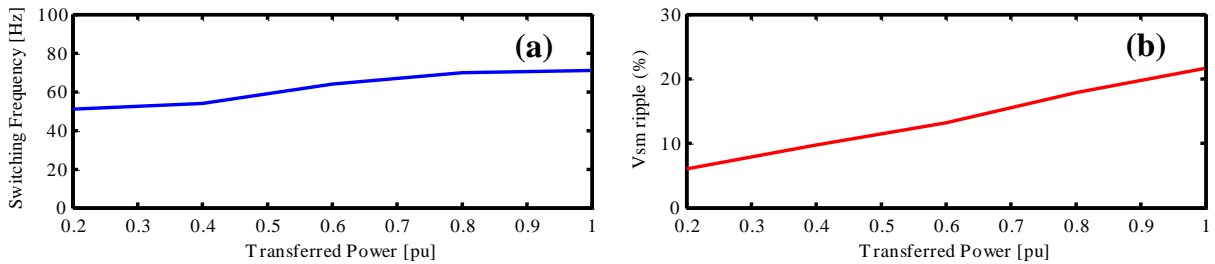 100
80
60
40
20
0
Switching Frequency [Hz]
(a)
0.2 0.3 0.4 0.5 0.6 0.7 0.8 0.9 1
Transferred Power [pu]
30
20
10
0
Vsm ripple (%)
(b)
0.2 0.3 0.4 0.5 0.6 0.7 0.8 0.9 1
Transferred Power [pu]